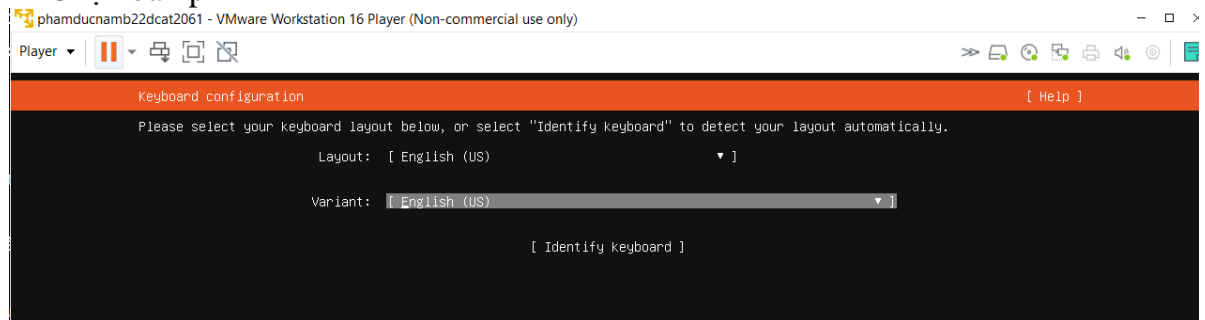 phamducnamb22dcat2061 - VMware Workstation 16 Player (Non-commercial use only)
Player
Keyboard configuration [ Help ]
Please select your keyboard layout below, or select "Identify keyboard" to detect your layout automatically.
Layout: [ English (US) ▼ ]
Variant: [ English (US) ▼ ]
[ Identify keyboard ]